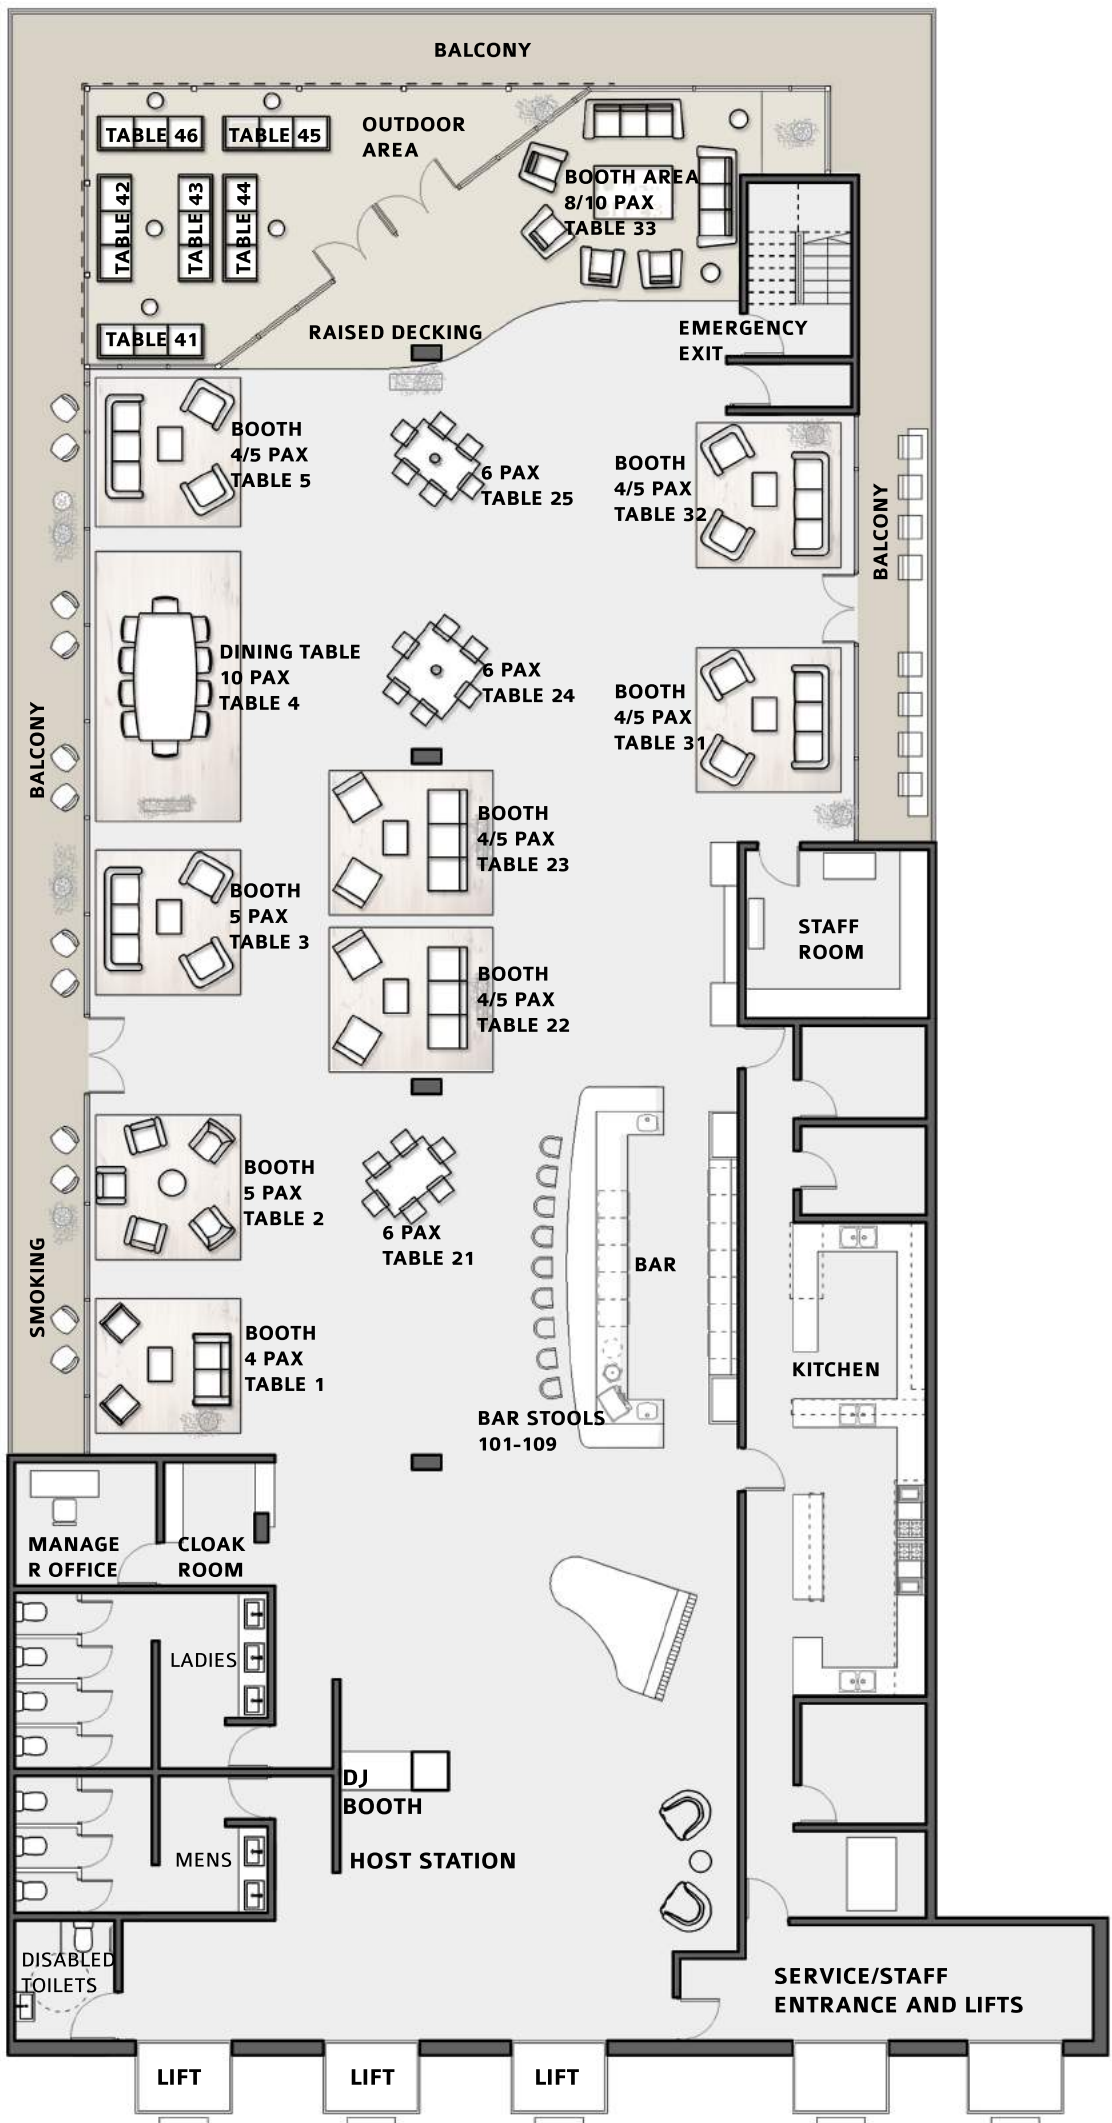 BALCONY
TABLE 46
TABLE 45
OUTDOOR
AREA
TABLE 42
TABLE 43
TABLE 44
BOOTH AREA
8/10 PAX
TABLE 33
TABLE 41
RAISED DECKING
EMERGENCY
EXIT
BOOTH
4/5 PAX
TABLE 5
6 PAX
TABLE 25
BOOTH
4/5 PAX
TABLE 32
BALCONY
DINING TABLE
10 PAX
TABLE 4
6 PAX
TABLE 24
BOOTH
4/5 PAX
TABLE 31
BALCONY
BOOTH
4/5 PAX
TABLE 23
BOOTH
5 PAX
TABLE 3
STAFF
ROOM
BOOTH
4/5 PAX
TABLE 22
BOOTH
5 PAX
TABLE 2
6 PAX
TABLE 21
BAR
SMOKING
BOOTH
4 PAX
TABLE 1
KITCHEN
BAR STOOLS
101-109
MANAGE
R OFFICE
CLOAK
ROOM
LADIES
DJ
BOOTH
MENS
HOST STATION
DISABLED
TOILETS
SERVICE/STAFF
ENTRANCE AND LIFTS
LIFT
LIFT
LIFT